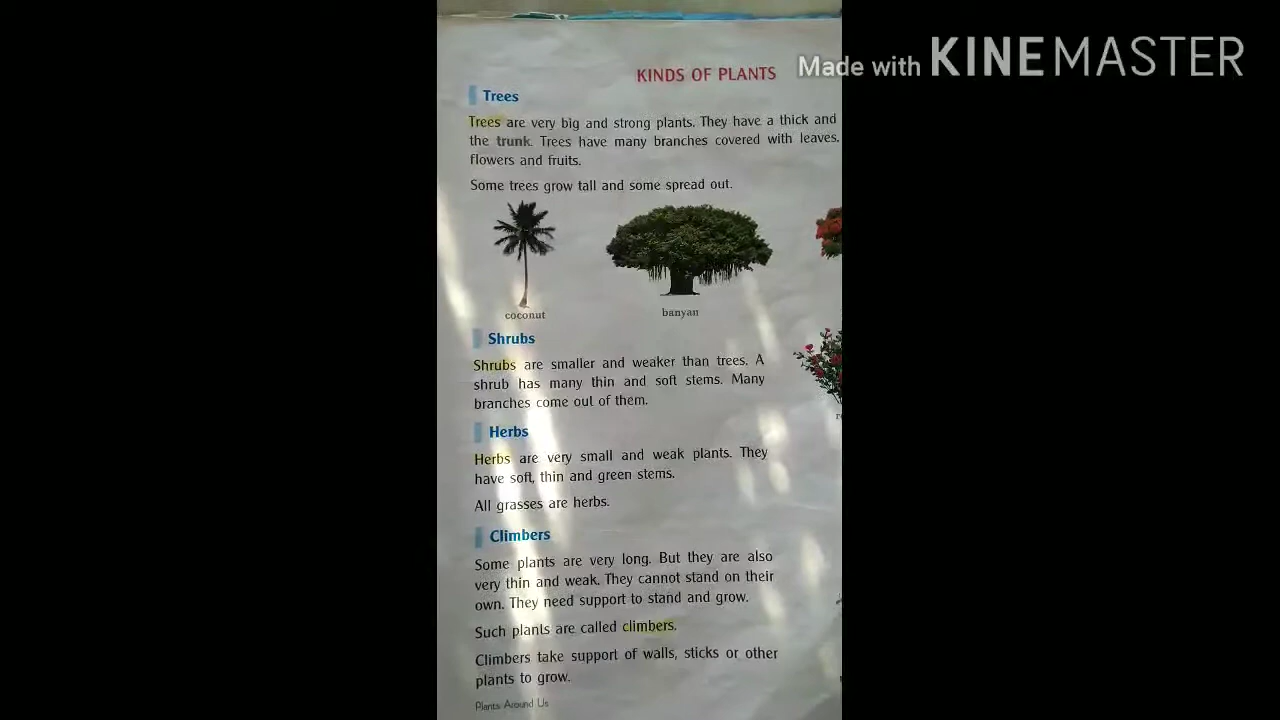 Made with KINEMASTER
KINDS OF PLANTS
Trees
Trees are very big and strong plants. They have a thick and
the trunk. Trees have many branches covered with leaves.
flowers and fruits.
Some trees grow tall and some spread out.
coconut
banyan
Shrubs
Shrubs are smaller and weaker than trees. A
shrub has many thin and soft stems. Many
branches come out of them.
Herbs
Herbs are very small and weak plants. They
have soft, thin and green stems.
All grasses are herbs.
Climbers
Some plants are very long. But they are also
very thin and weak. They cannot stand on their
own. They need support to stand and grow.
Such plants are called climbers.
Climbers take support of walls, sticks or other
plants to grow.
Plants Around Us